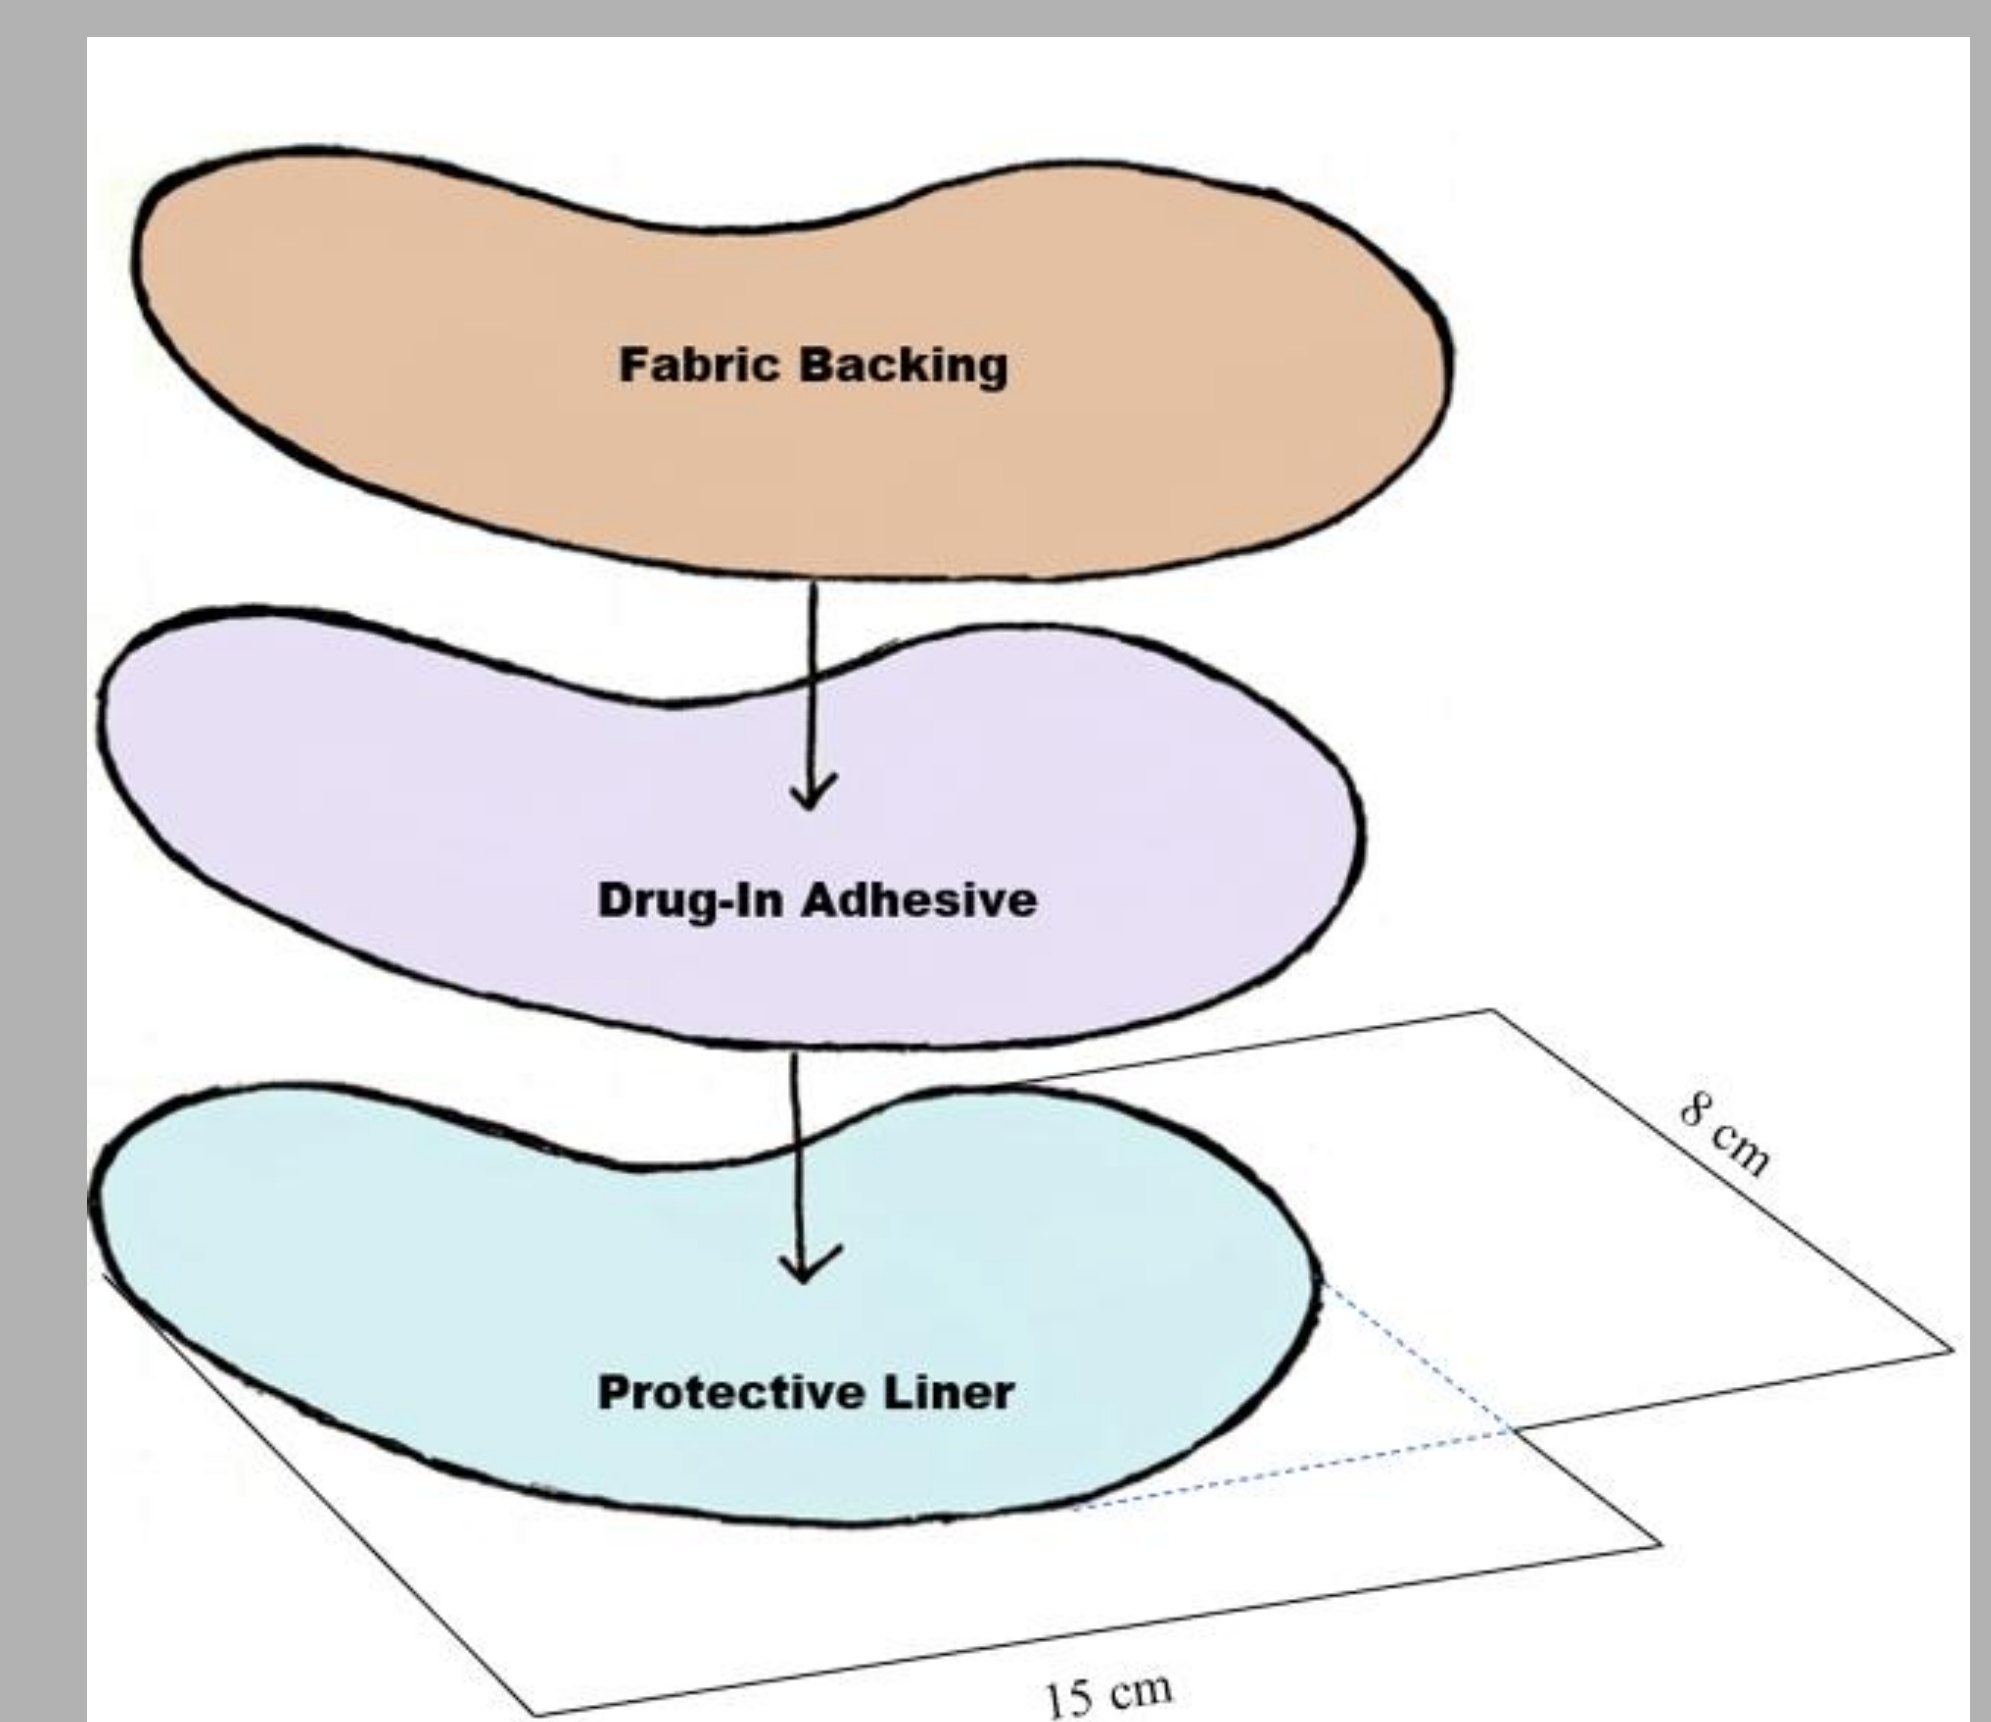 Fabric Backing
Drug-In Adhesive
8 cm
Protective Liner
15 cm